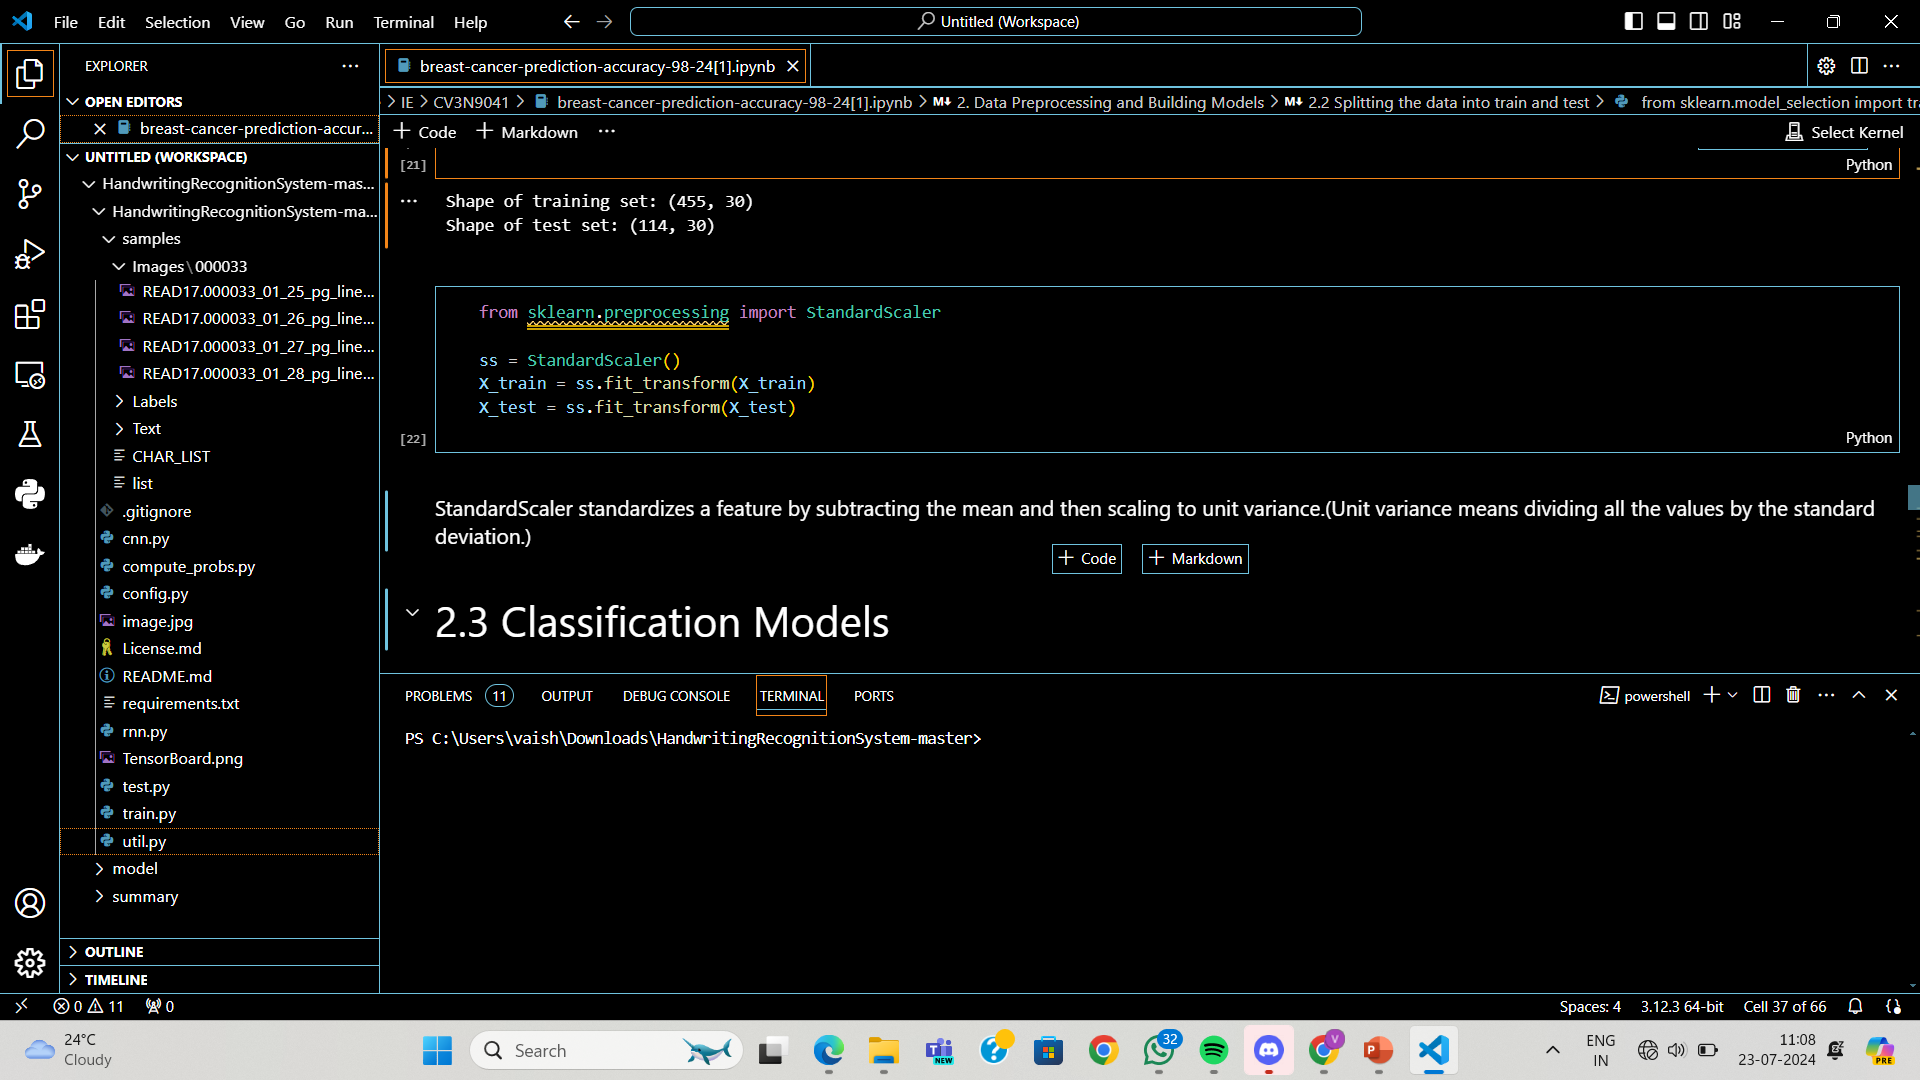 File Edit Selection View Go Run Terminal Help
Untitled (Workspace)
EXPLORER
OPEN EDITORS
breast-cancer-prediction-accur...
UNTITLED (WORKSPACE)
HandwritingRecognitionSystem-mas...
HandwritingRecognitionSystem-ma...
samples
Images\000033
READ17.000033_01_25_pg_line...
READ17.000033_01_26_pg_line...
READ17.000033_01_27_pg_line...
READ17.000033_01_28_pg_line...
Labels
Text
CHAR_LIST
list
.gitignore
cnn.py
compute_probs.py
config.py
image.jpg
License.md
README.md
requirements.txt
rnn.py
TensorBoard.png
test.py
train.py
util.py
model
summary
OUTLINE
TIMELINE
breast-cancer-prediction-accuracy-98-24[1].ipynb
IE > CV3N9041 > breast-cancer-prediction-accuracy-98-24[1].ipynb > M↓ 2. Data Preprocessing and Building Models > M↓ 2.2 Splitting the data into train and test > from sklearn.model_selection import tra
+ Code + Markdown ...
Select Kernel
[21]
Python
Shape of training set: (455, 30)
Shape of test set: (114, 30)
from sklearn.preprocessing import StandardScaler
ss = StandardScaler()
X_train = ss.fit_transform(X_train)
X_test = ss.fit_transform(X_test)
[22]
Python
StandardScaler standardizes a feature by subtracting the mean and then scaling to unit variance.(Unit variance means dividing all the values by the standard
deviation.)
+ Code + Markdown
2.3 Classification Models
PROBLEMS 11 OUTPUT DEBUG CONSOLE TERMINAL PORTS
powershell
PS C:\Users\vaish\Downloads\HandwritingRecognitionSystem-master>
0 11 0
Spaces: 4 3.12.3 64-bit Cell 37 of 66
24°C
Cloudy
Search
NEW
32
V
ENG
IN
11:08
23-07-2024
PRE